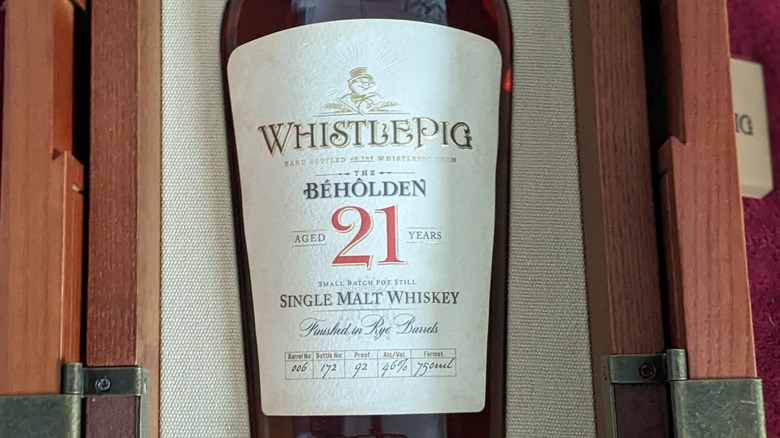 WHISTLEPIG
HAND BOTTLED ON THE WHISTLEPIG FARM
THE
BÉHÔLDEN
AGED 21 YEARS
SMALL BATCH POT STILL
SINGLE MALT WHISKEY
Finished in Rye Barrels
Barrel No: Bottle No: Proof Alc/Vol. Format
006 172 92 46% 750ml
IG